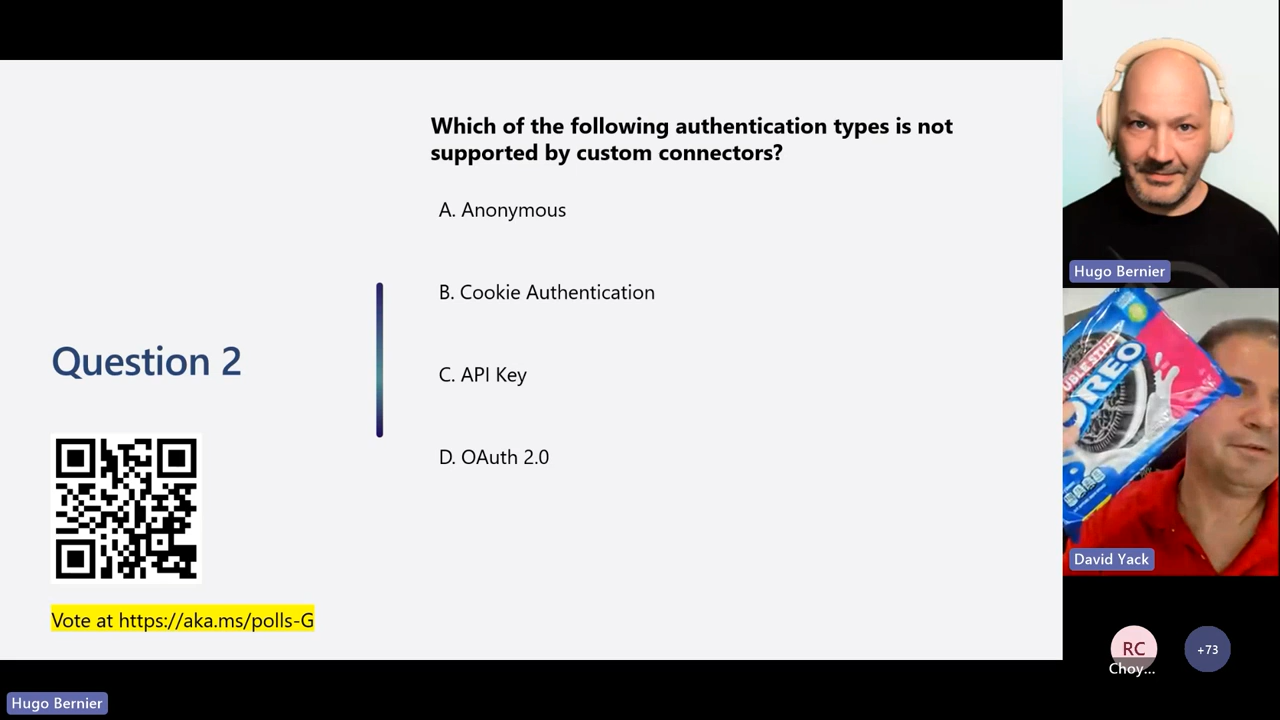 Which of the following authentication types is not
supported by custom connectors?
A. Anonymous
B. Cookie Authentication
C. API Key
D. OAuth 2.0
Question 2
Vote at https://aka.ms/polls-G
Hugo Bernier
OREO
David Yack
RC
Choy...
+73
Hugo Bernier